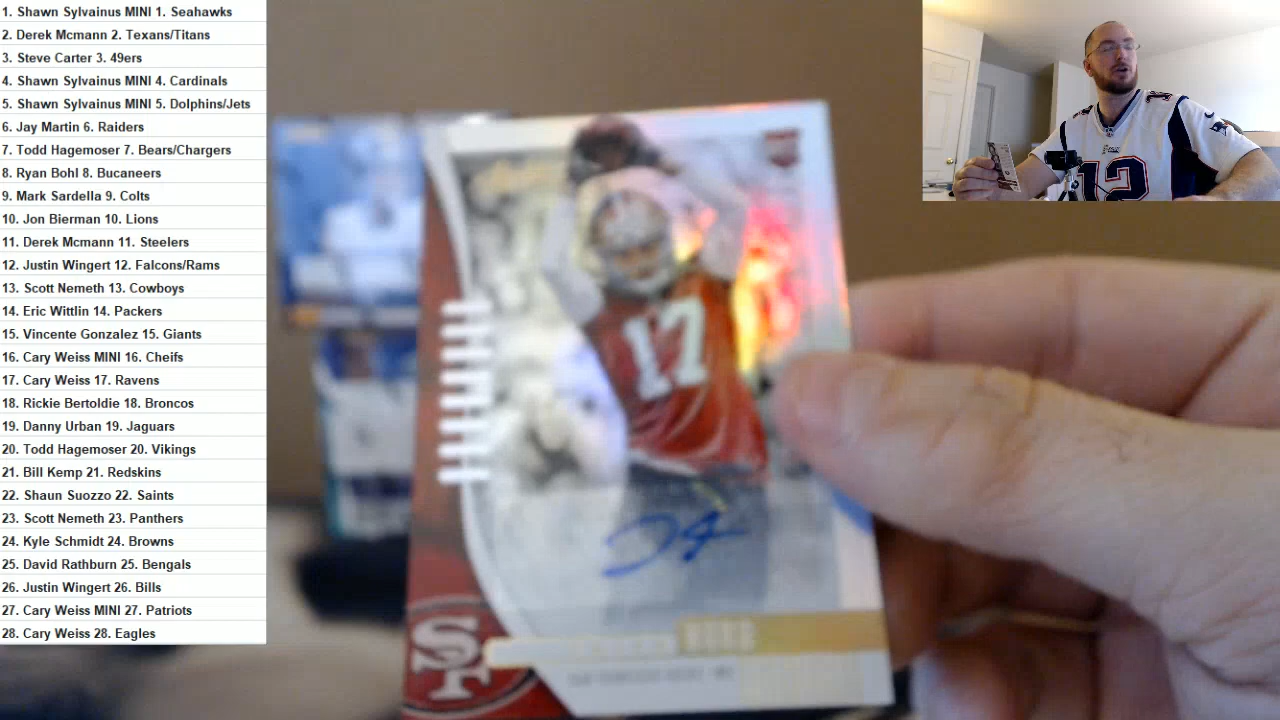 1. Shawn Sylvainus MINI 1. Seahawks
2. Derek Mcmann 2. Texans/Titans
3. Steve Carter 3. 49ers
4. Shawn Sylvainus MINI 4. Cardinals
5. Shawn Sylvainus MINI 5. Dolphins/Jets
6. Jay Martin 6. Raiders
7. Todd Hagemoser 7. Bears/Chargers
8. Ryan Bohl 8. Bucaneers
9. Mark Sardella 9. Colts
10. Jon Bierman 10. Lions
11. Derek Mcmann 11. Steelers
12. Justin Wingert 12. Falcons/Rams
13. Scott Nemeth 13. Cowboys
14. Eric Wittlin 14. Packers
15. Vincente Gonzalez 15. Giants
16. Cary Weiss MINI 16. Cheifs
17. Cary Weiss 17. Ravens
18. Rickie Bertoldie 18. Broncos
19. Danny Urban 19. Jaguars
20. Todd Hagemoser 20. Vikings
21. Bill Kemp 21. Redskins
22. Shaun Suozzo 22. Saints
23. Scott Nemeth 23. Panthers
24. Kyle Schmidt 24. Browns
25. David Rathburn 25. Bengals
26. Justin Wingert 26. Bills
27. Cary Weiss MINI 27. Patriots
28. Cary Weiss 28. Eagles
17
SF
12